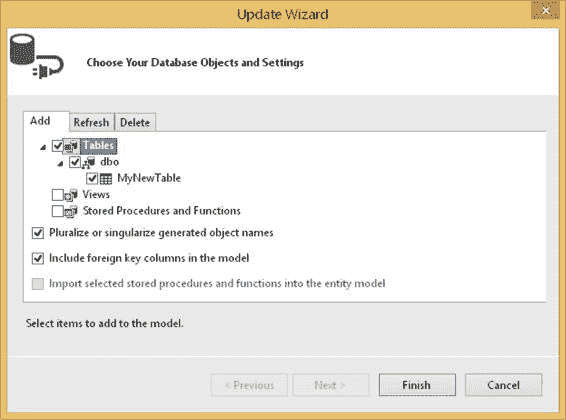 Update Wizard
Choose Your Database Objects and Settings
Add Refresh Delete
Tables
dbo
MyNewTable
Views
Stored Procedures and Functions
Pluralize or singularize generated object names
Include foreign key columns in the model
Import selected stored procedures and functions into the entity model
Select items to add to the model.
< Previous Next > Finish Cancel